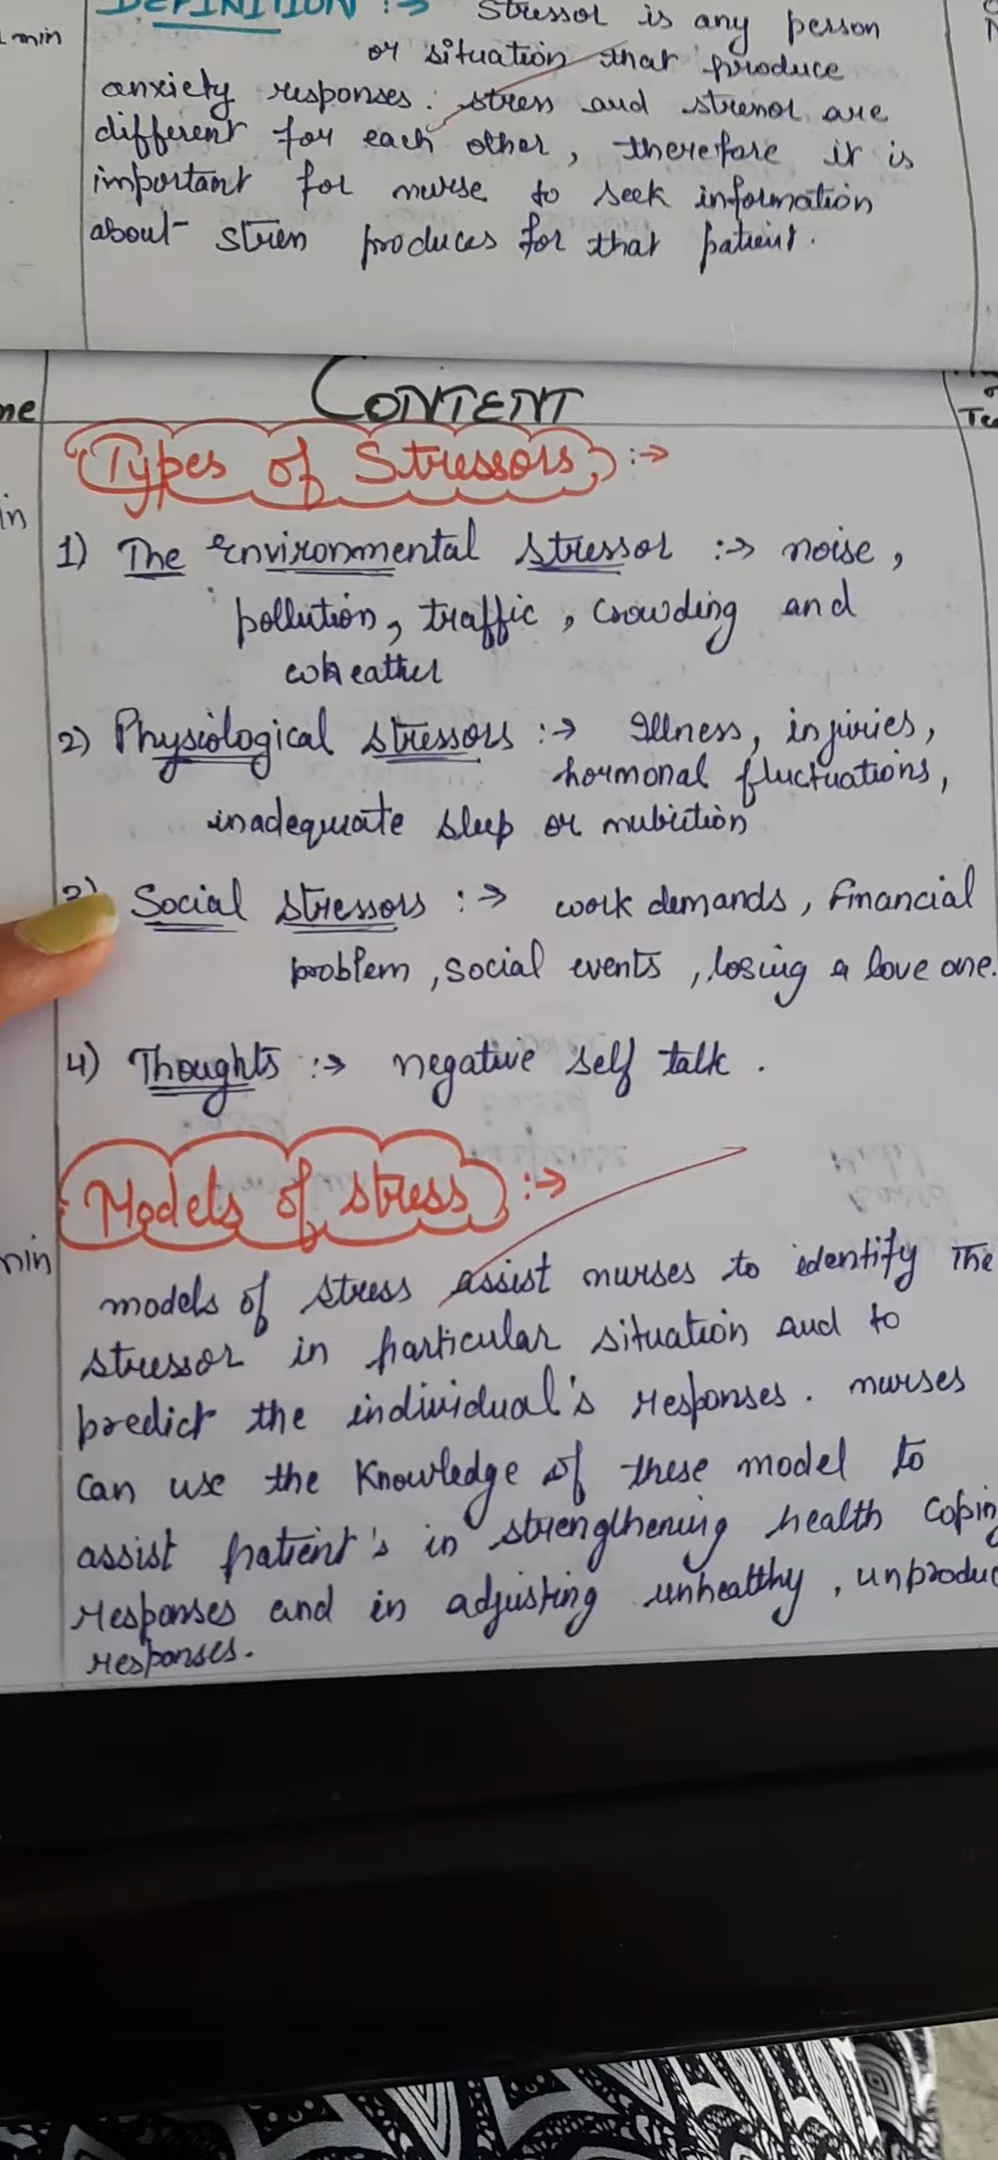 DEFINITION :→ Stressor is any person
1 min
or situation that produce
anxiety responses. stress and stressor are
different for each other, therefore it is
important for nurse to seek information
about stress produces for that patient.
CONTENT
Types of Stressors :→
1) The Environmental stressor :→ noise,
pollution, traffic, crowding and
wheather
2) Physiological stressors :→ Illness, injuries,
hormonal fluctuations,
inadequate sleep or nutrition
3) Social stressors :→ work demands, financial
problem, social events, losing a love one.
4) Thoughts :→ negative self talk.
Models of stress :→
min
models of stress assist nurses to identify the
stressor in particular situation and to
predict the individual's responses. nurses
can use the knowledge of these model to
assist patient's in strengthening health copin
responses and in adjusting unhealthy, unproduc
responses.